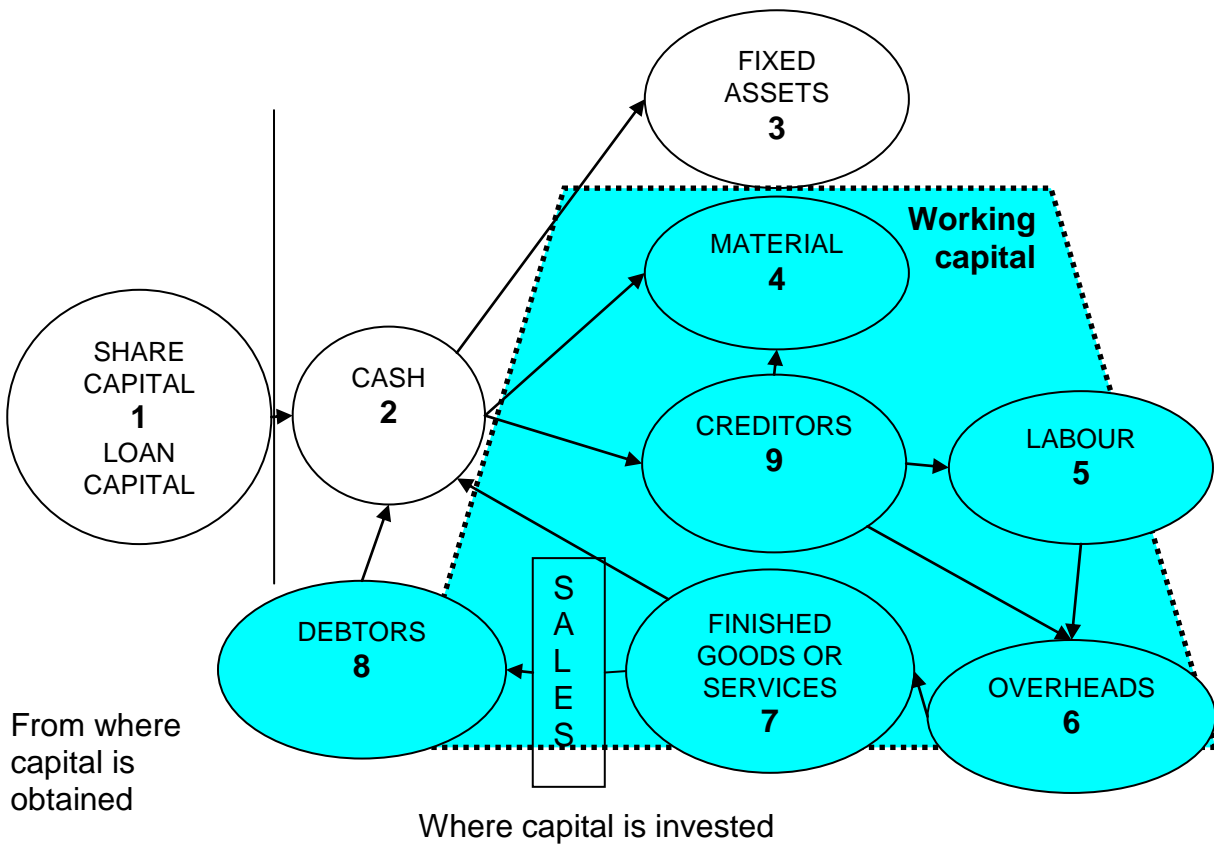 FIXED
ASSETS
3
Working
capital
MATERIAL
4
SHARE
CAPITAL
1
LOAN
CAPITAL
CASH
2
CREDITORS
9
LABOUR
5
DEBTORS
8
S
A
L
E
S
FINISHED
GOODS OR
SERVICES
7
OVERHEADS
6
From where
capital is
obtained
Where capital is invested